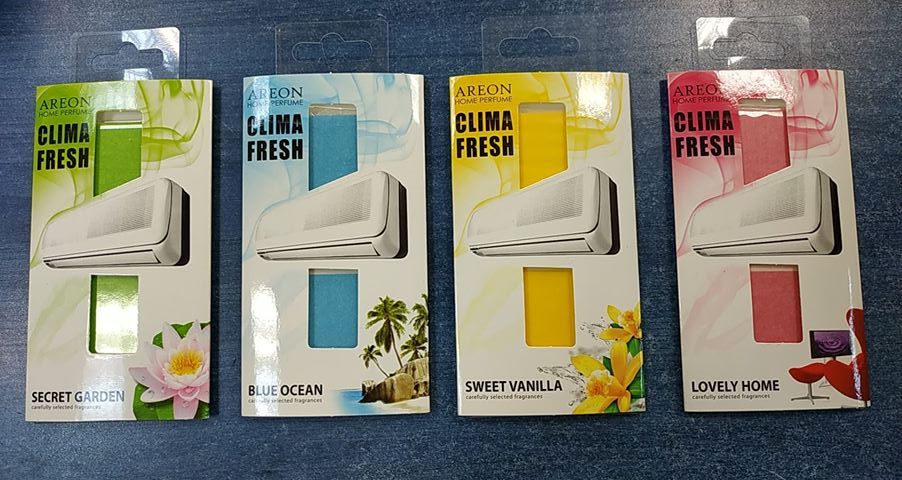 AREON
HOME PERFUME
CLIMA
FRESH
SECRET GARDEN
carefully selected fragrances
AREON
HOME PERFUME
CLIMA
FRESH
BLUE OCEAN
carefully selected fragrances
AREON
HOME PERFUME
CLIMA
FRESH
SWEET VANILLA
carefully selected fragrances
AREON
HOME PERFUME
CLIMA
FRESH
LOVELY HOME
carefully selected fragrances